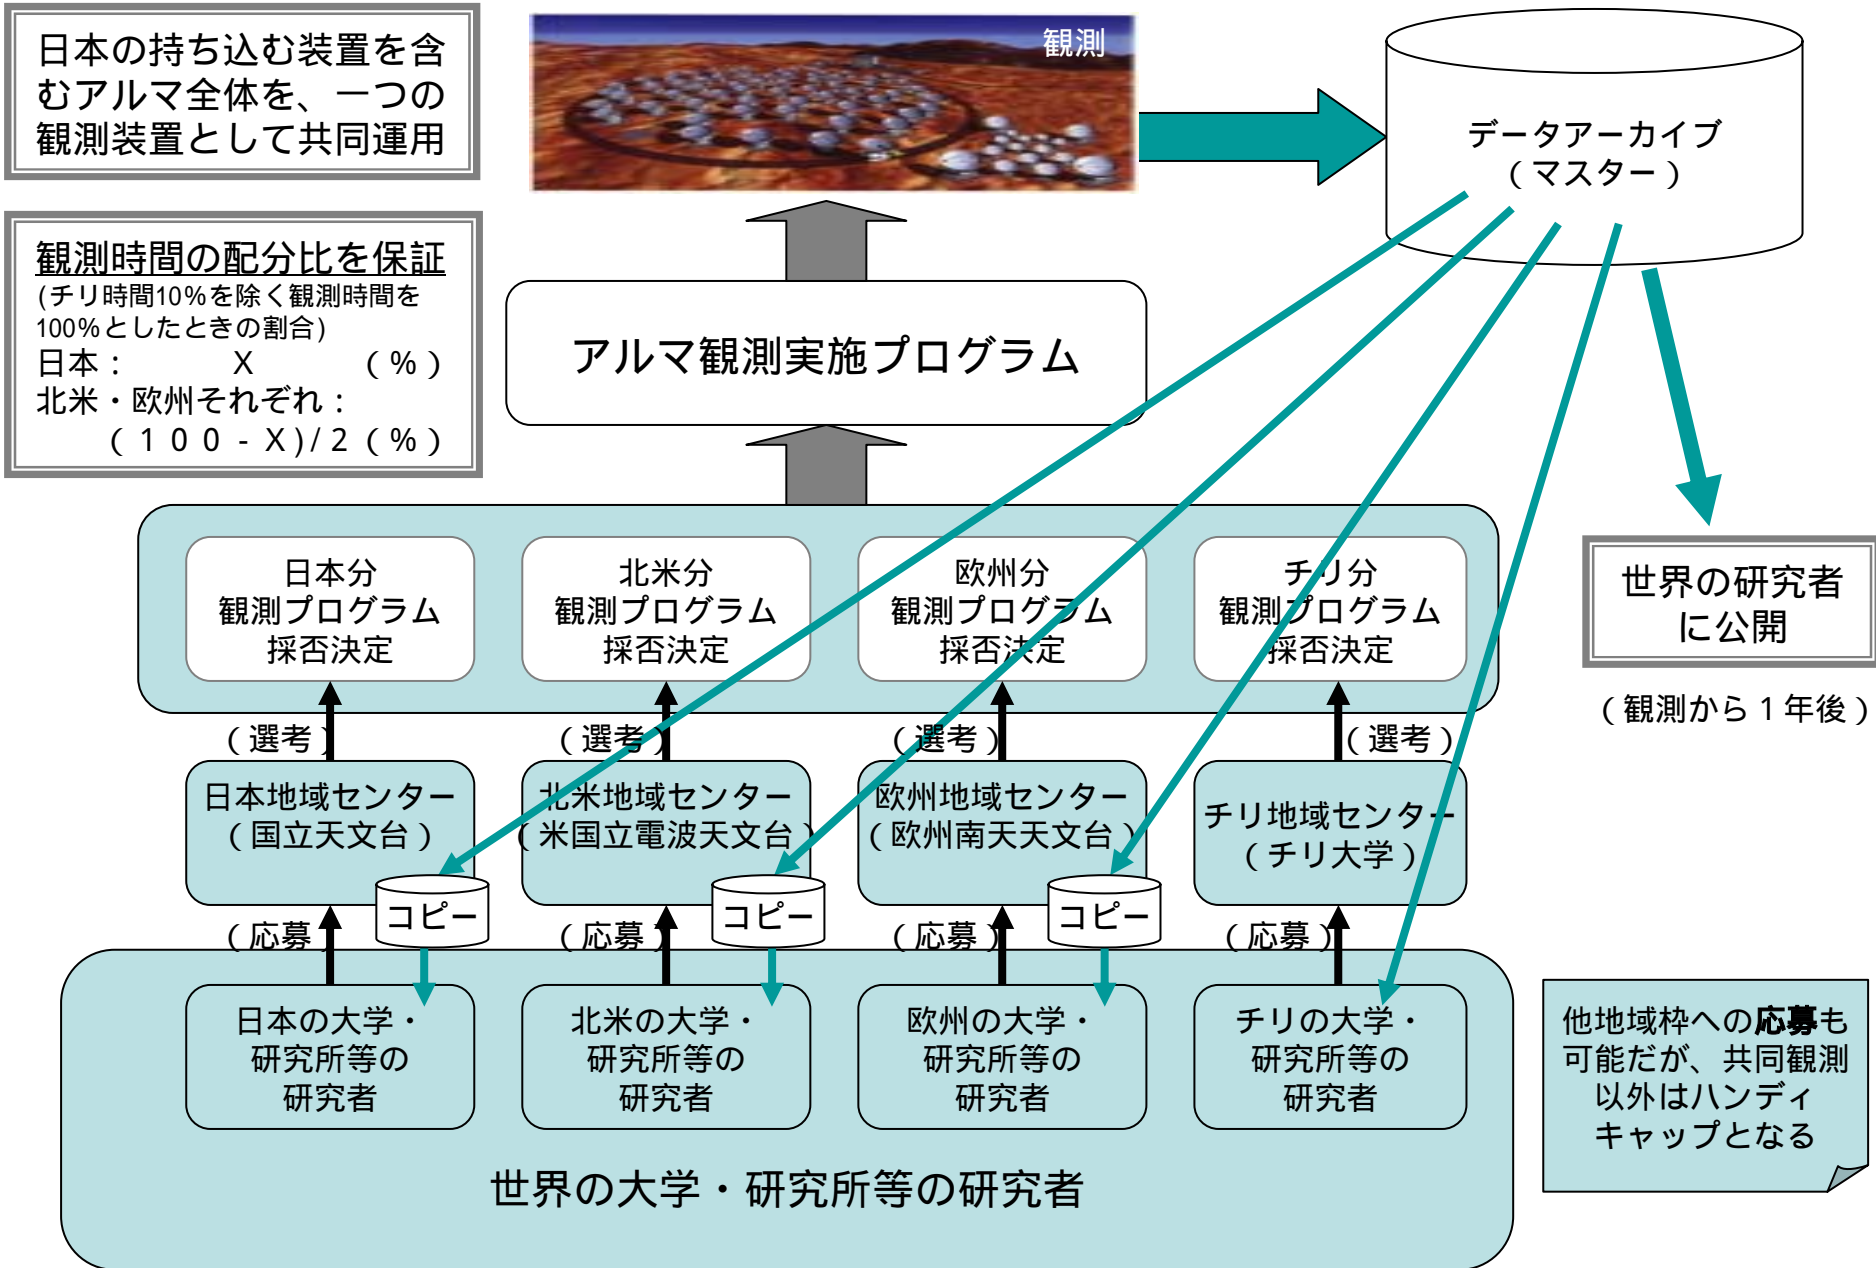 日本の持ち込む装置を含
むアルマ全体を、一つの
観測装置として共同運用
観測
データアーカイブ
（マスター）
観測時間の配分比を保証
(チリ時間10%を除く観測時間を
100%としたときの割合)
日本： X （％）
北米・欧州それぞれ：
（１００-Ｘ)/２（％）
アルマ観測実施プログラム
日本分
観測プログラム
採否決定
北米分
観測プログラム
採否決定
欧州分
観測プログラム
採否決定
チリ分
観測プログラム
採否決定
世界の研究者
に公開
（観測から１年後）
（選考）
（選考）
（選考）
（選考）
日本地域センター
（国立天文台）
北米地域センター
（米国立電波天文台）
欧州地域センター
（欧州南天天文台）
チリ地域センター
（チリ大学）
コピー
コピー
コピー
（応募）
（応募）
（応募）
（応募）
日本の大学・
研究所等の
研究者
北米の大学・
研究所等の
研究者
欧州の大学・
研究所等の
研究者
チリの大学・
研究所等の
研究者
他地域枠への応募も
可能だが、共同観測
以外はハンディ
キャップとなる
世界の大学・研究所等の研究者